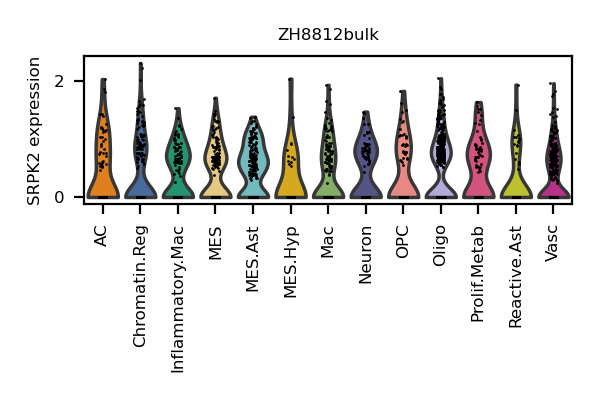 ZH8812bulk
SRPK2 expression
2
0
AC
Chromatin.Reg
Inflammatory.Mac
MES
MES.Ast
MES.Hyp
Mac
Neuron
OPC
Oligo
Prolif.Metab
Reactive.Ast
Vasc